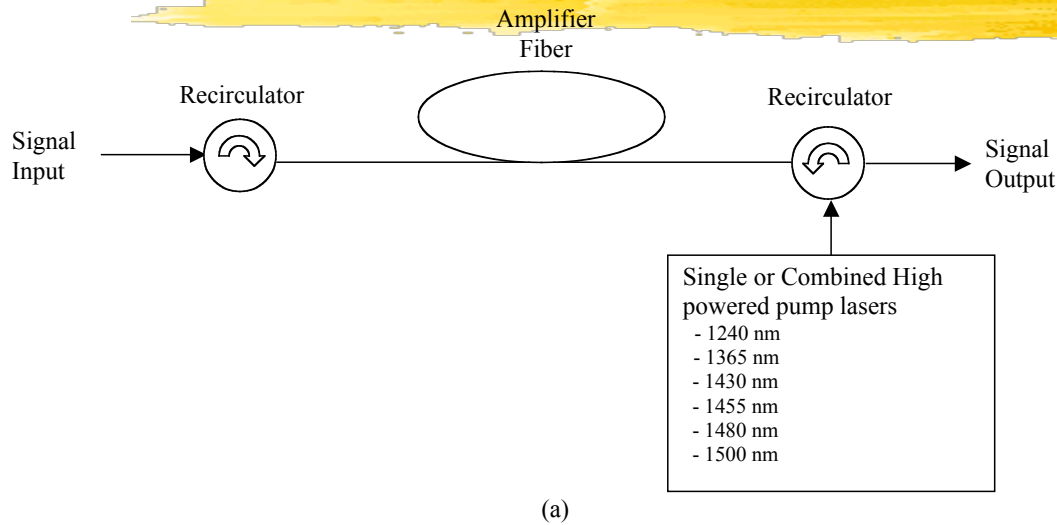 Amplifier
Fiber
Recirculator
Recirculator
Signal
Input
Signal
Output
Single or Combined High
powered pump lasers
- 1240 nm
- 1365 nm
- 1430 nm
- 1455 nm
- 1480 nm
- 1500 nm
(a)